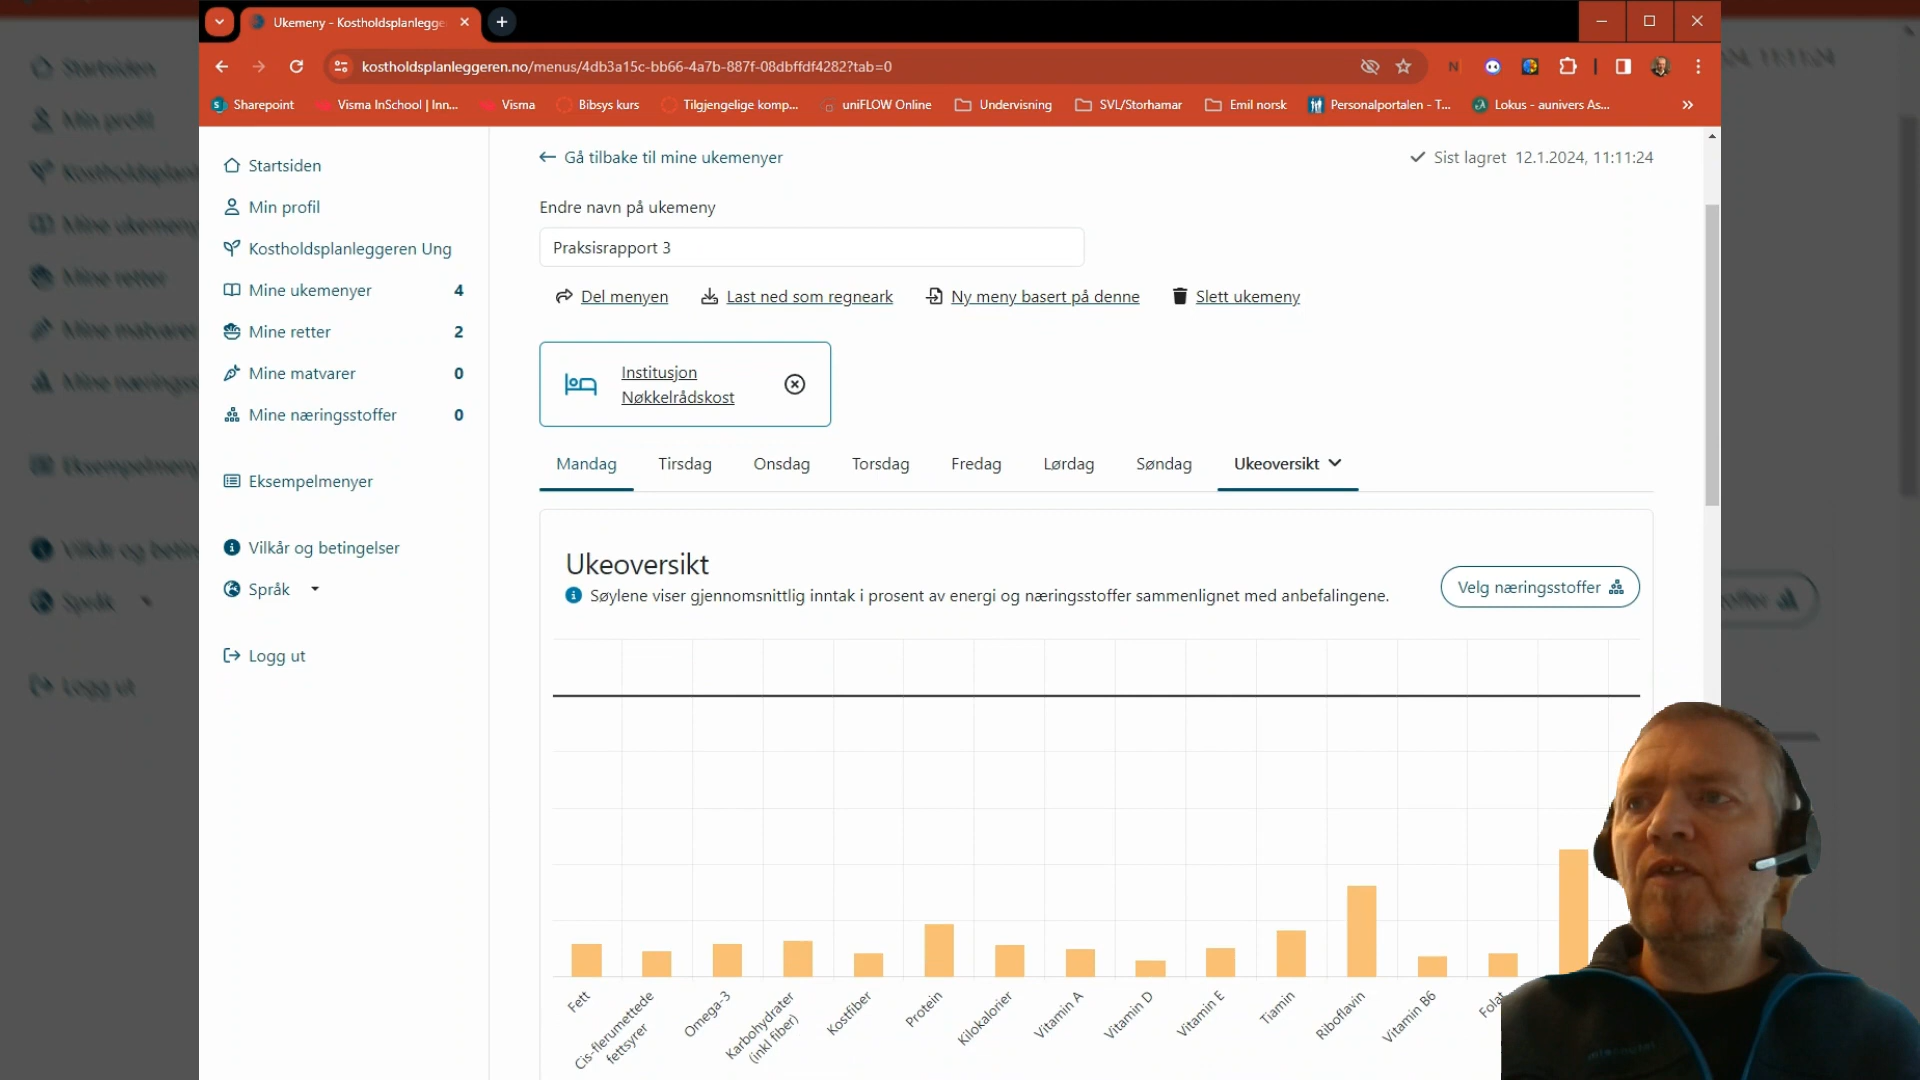 Ukemeny - Kostholdsplanlegge
kostholdsplanleggeren.no/menus/4db3a15c-bb66-4a7b-887f-08dbffdf4282?tab=0
Sharepoint
Visma InSchool | Inn...
Visma
Bibsys kurs
Tilgjengelige komp...
uniFLOW Online
Undervisning
SVL/Storhamar
Emil norsk
Personalportalen - T...
Lokus - aunivers As...
Startsiden
Min profil
Kostholdsplanleggeren Ung
Mine ukemenyer 4
Mine retter 2
Mine matvarer 0
Mine næringsstoffer 0
Eksempelmenyer
Vilkår og betingelser
Språk
Logg ut
Gå tilbake til mine ukemenyer
Sist lagret 12.1.2024, 11:11:24
Endre navn på ukemeny
Praksisrapport 3
Del menyen
Last ned som regneark
Ny meny basert på denne
Slett ukemeny
Institusjon
Nøkkelrådskost
Mandag
Tirsdag
Onsdag
Torsdag
Fredag
Lørdag
Søndag
Ukeoversikt
Ukeoversikt
Søylene viser gjennomsnittlig inntak i prosent av energi og næringsstoffer sammenlignet med anbefalingene.
Velg næringsstoffer
Fett
Cis-flerumettede
fettsyrer
Omega-3
Karbohydrater
(inkl fiber)
Kostfiber
Protein
Kilokalorier
Vitamin A
Vitamin D
Vitamin E
Tiamin
Riboflavin
Vitamin B6
Folat